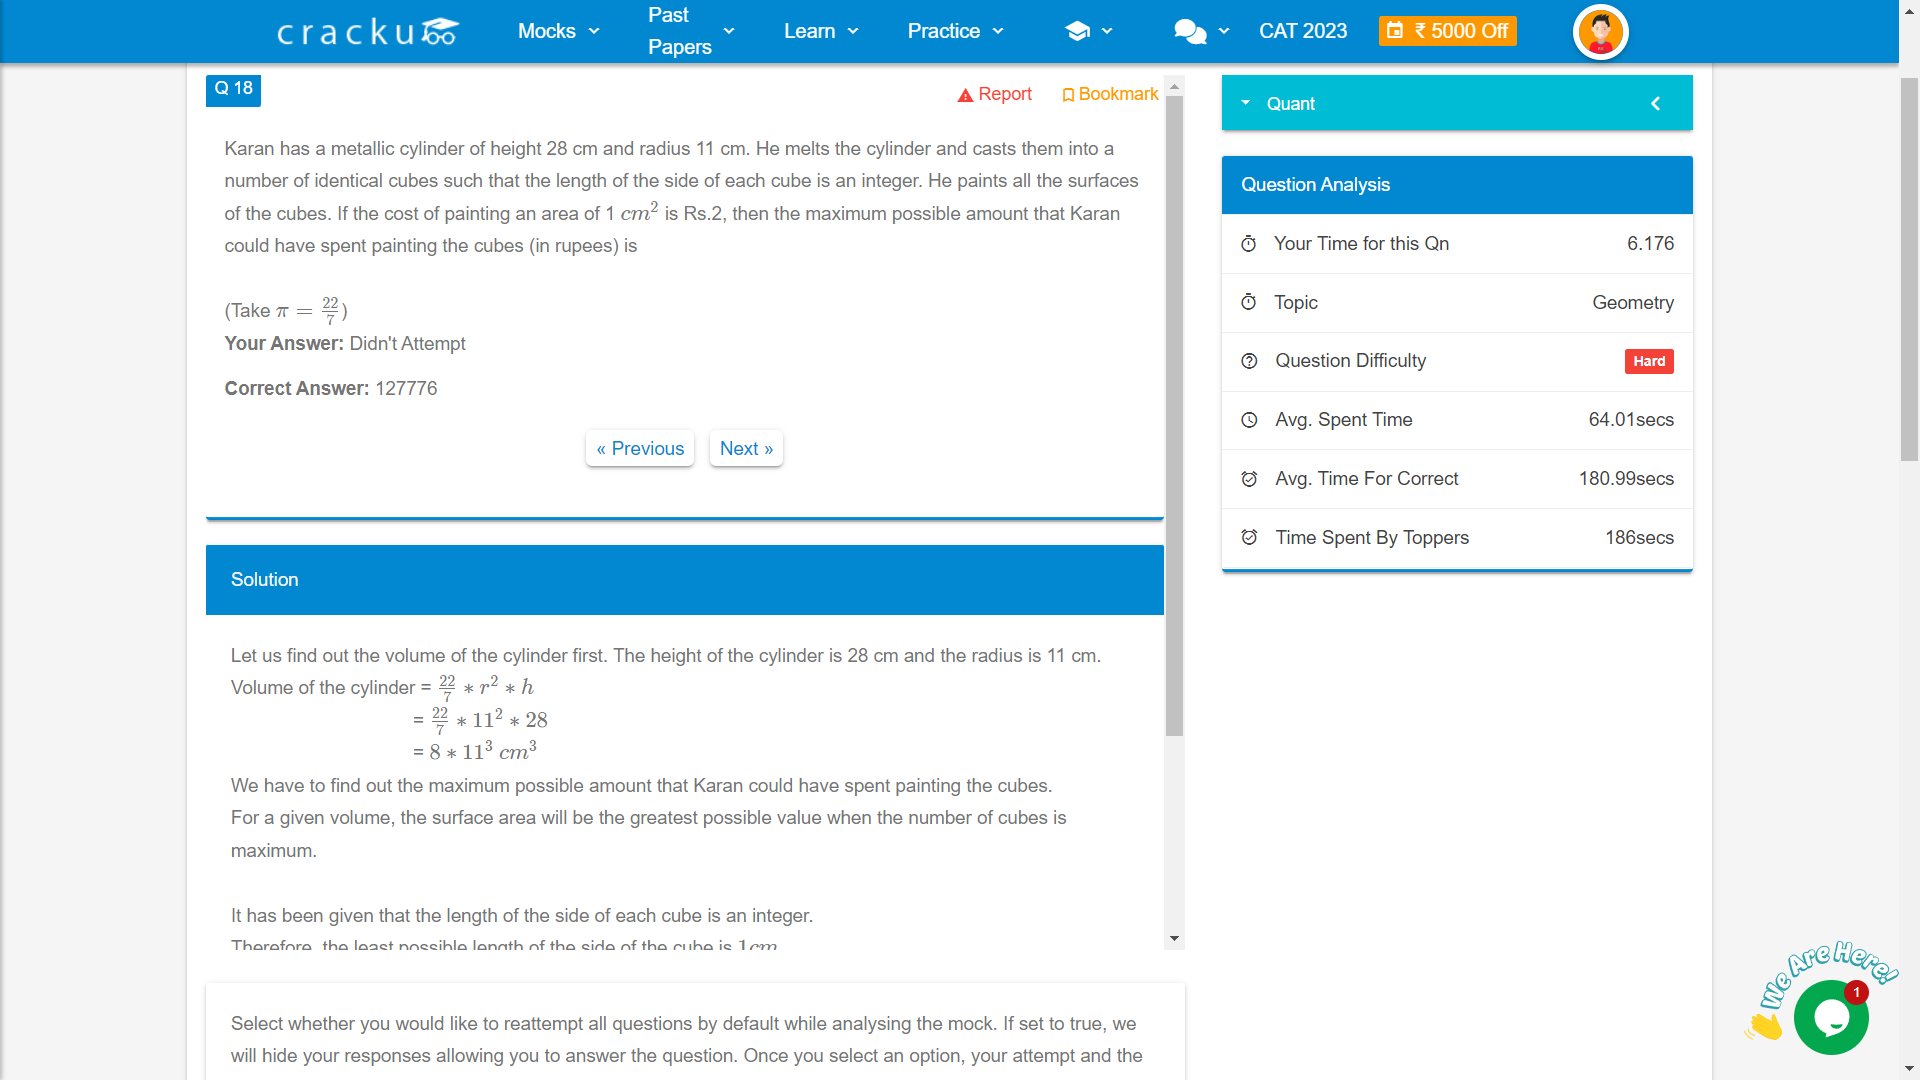 cracku
Mocks
Past Papers
Learn
Practice
CAT 2023
₹ 5000 Off
Q 18
Report
Bookmark
Karan has a metallic cylinder of height 28 cm and radius 11 cm. He melts the cylinder and casts them into a
number of identical cubes such that the length of the side of each cube is an integer. He paints all the surfaces
of the cubes. If the cost of painting an area of 1 cm² is Rs.2, then the maximum possible amount that Karan
could have spent painting the cubes (in rupees) is
(Take π = 22/7)
Your Answer: Didn't Attempt
Correct Answer: 127776
« Previous
Next »
Solution
Let us find out the volume of the cylinder first. The height of the cylinder is 28 cm and the radius is 11 cm.
Volume of the cylinder = 22/7 * r² * h
= 22/7 * 11² * 28
= 8 * 11³ cm³
We have to find out the maximum possible amount that Karan could have spent painting the cubes.
For a given volume, the surface area will be the greatest possible value when the number of cubes is
maximum.
It has been given that the length of the side of each cube is an integer.
Therefore, the least possible length of the side of the cube is 1cm
Select whether you would like to reattempt all questions by default while analysing the mock. If set to true, we
will hide your responses allowing you to answer the question. Once you select an option, your attempt and the
Quant
Question Analysis
Your Time for this Qn 6.176
Topic Geometry
Question Difficulty Hard
Avg. Spent Time 64.01secs
Avg. Time For Correct 180.99secs
Time Spent By Toppers 186secs
We Are Here!
1